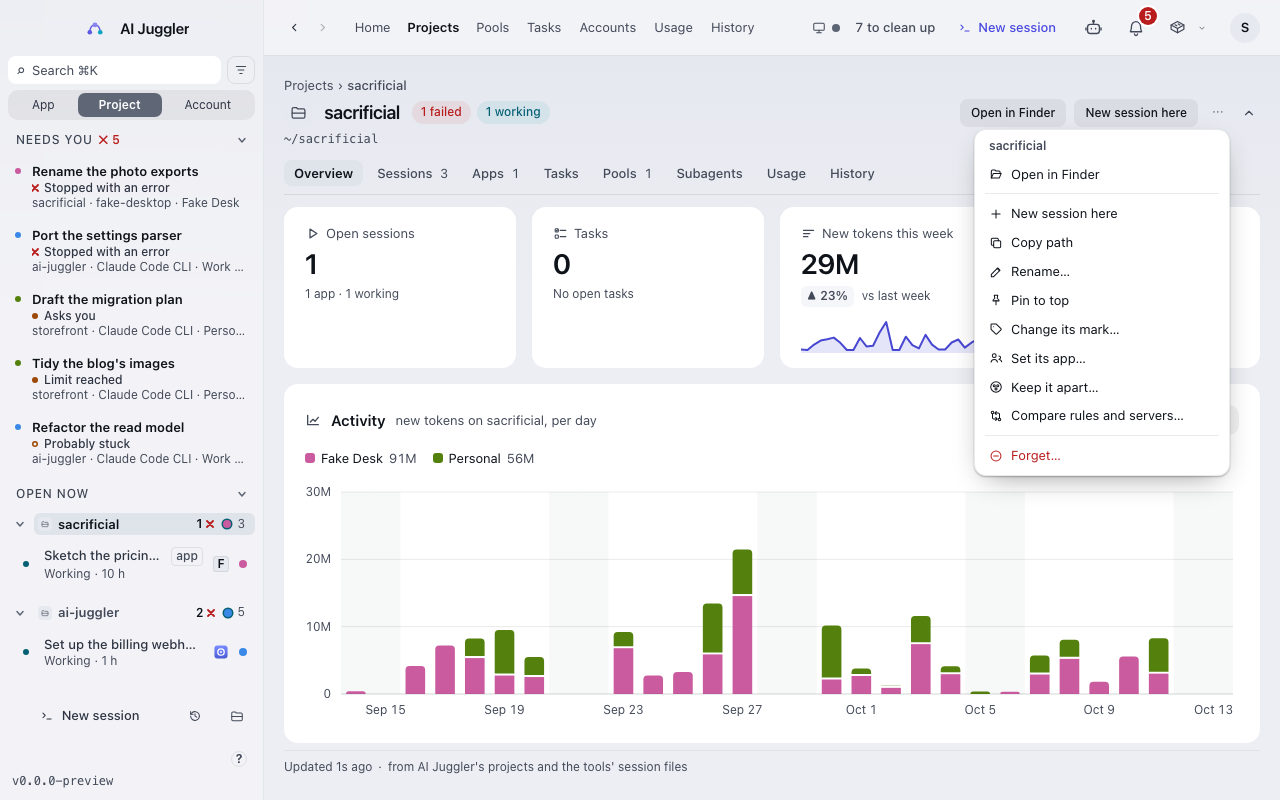 AI Juggler
Search ⌘K
App Project Account
NEEDS YOU 5
Rename the photo exports
Stopped with an error
sacrificial · fake-desktop · Fake Desk
Port the settings parser
Stopped with an error
ai-juggler · Claude Code CLI · Work ...
Draft the migration plan
Asks you
storefront · Claude Code CLI · Perso...
Tidy the blog's images
Limit reached
storefront · Claude Code CLI · Perso...
Refactor the read model
Probably stuck
ai-juggler · Claude Code CLI · Work ...
OPEN NOW
sacrificial 1 3
Sketch the pricin... app F
Working · 10 h
ai-juggler 2 5
Set up the billing webh...
Working · 1 h
New session
?
v0.0.0-preview
Home Projects Pools Tasks Accounts Usage History 7 to clean up New session 5 S
Projects › sacrificial
sacrificial 1 failed 1 working Open in Finder New session here ...
~/sacrificial
Overview Sessions 3 Apps 1 Tasks Pools 1 Subagents Usage History
Open sessions
1
1 app · 1 working
Tasks
0
No open tasks
New tokens this week
29M
23% vs last week
sacrificial
Open in Finder
New session here
Copy path
Rename...
Pin to top
Change its mark...
Set its app...
Keep it apart...
Compare rules and servers...
Forget...
Activity new tokens on sacrificial, per day
Fake Desk 91M Personal 56M
30M
20M
10M
0
Sep 15 Sep 19 Sep 23 Sep 27 Oct 1 Oct 5 Oct 9 Oct 13
Updated 1s ago · from AI Juggler's projects and the tools' session files